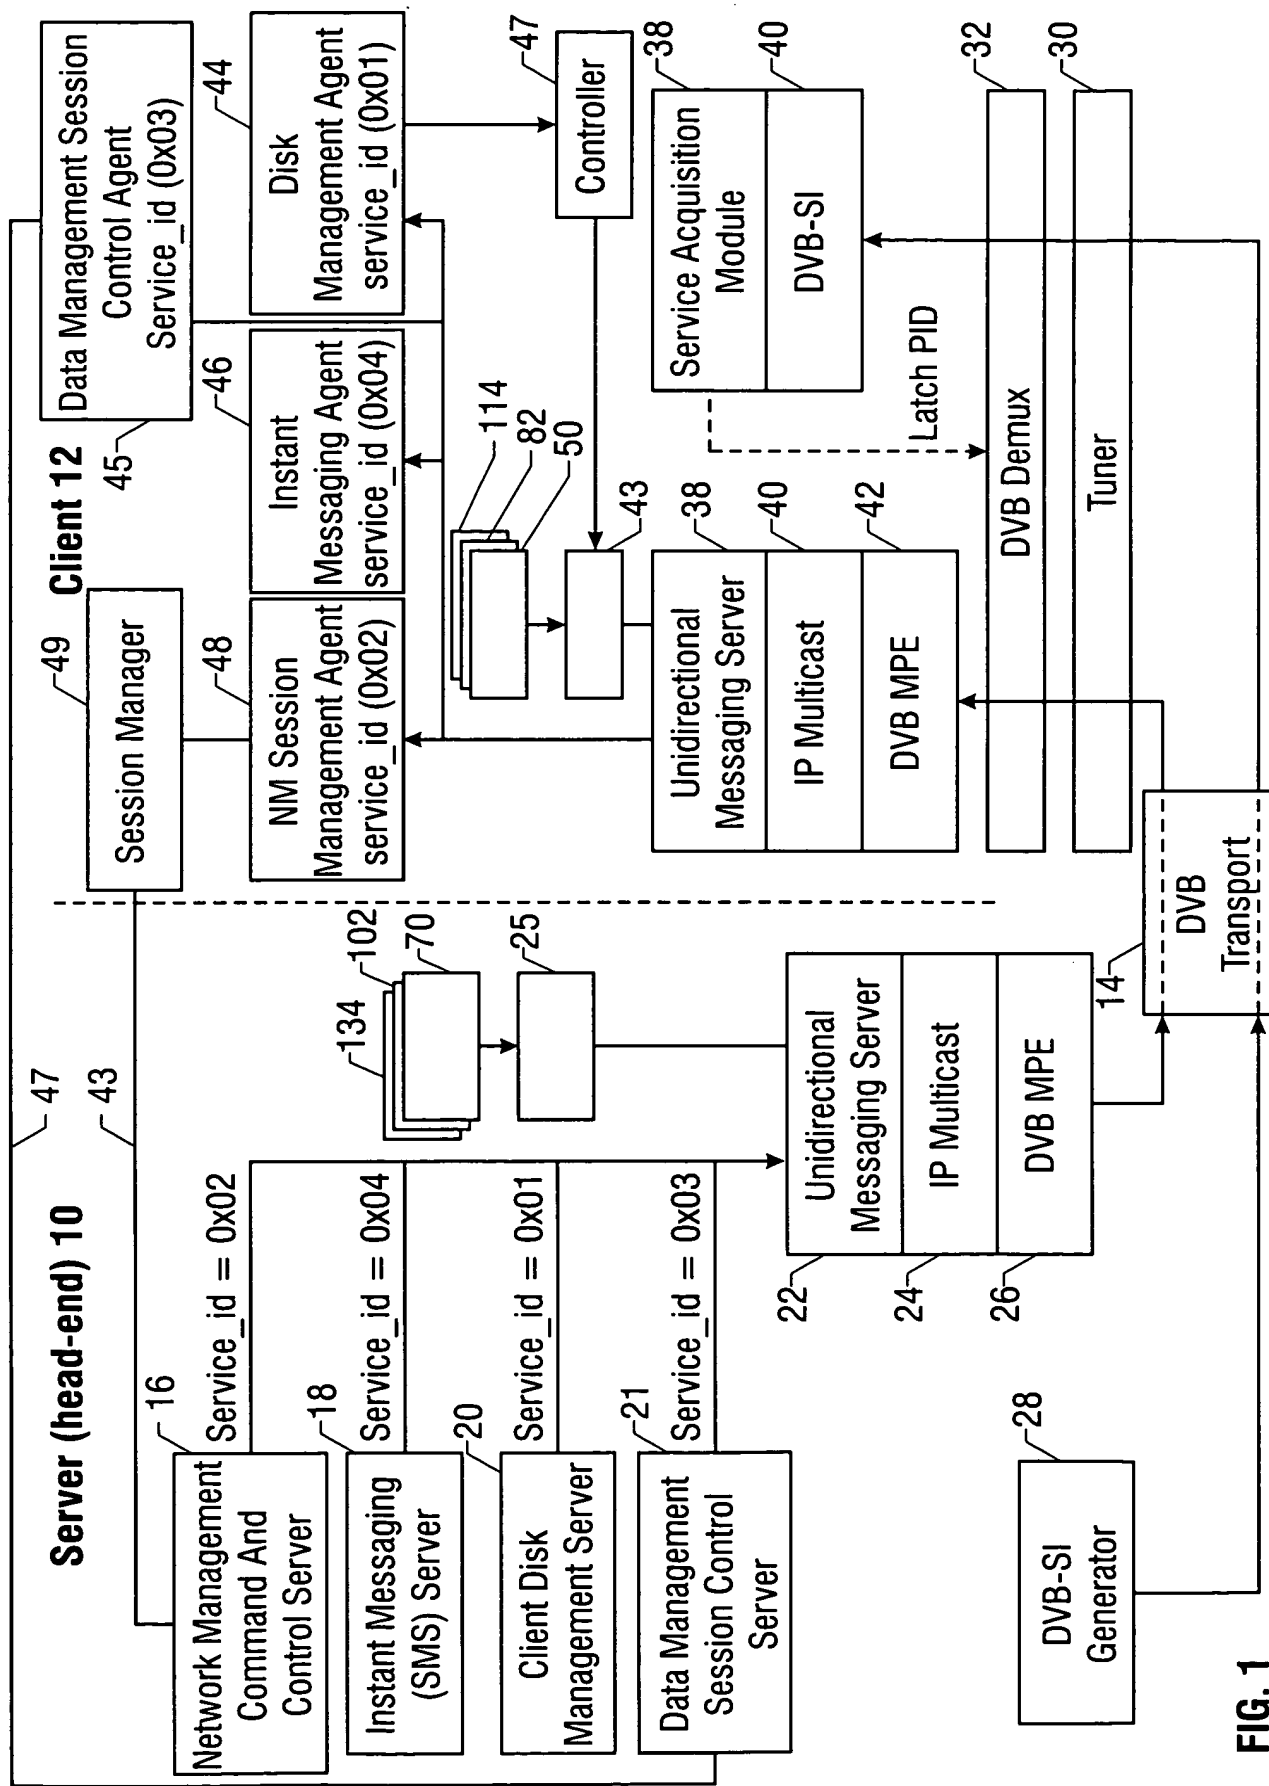 Server (head-end) 10
47
43
16
Network Management
Command And
Control Server
Service_id = 0x02
18
Instant Messaging
(SMS) Server
Service_id = 0x04
20
Client Disk
Management Server
Service_id = 0x01
21
Data Management
Session Control
Server
Service_id = 0x03
134
102
70
25
22
Unidirectional
Messaging Server
24
IP Multicast
26
DVB MPE
28
DVB-SI
Generator
14
DVB
Transport
Client 12
49
Session Manager
45
Data Management Session
Control Agent
Service_id (0x03)
48
NM Session
Management Agent
service_id (0x02)
46
Instant
Messaging Agent
service_id (0x04)
44
Disk
Management Agent
service_id (0x01)
114
82
50
43
47
Controller
Unidirectional
Messaging Server
38
IP Multicast
40
DVB MPE
42
Service Acquisition
Module
38
DVB-SI
40
Latch PID
DVB Demux
32
Tuner
30
FIG. 1